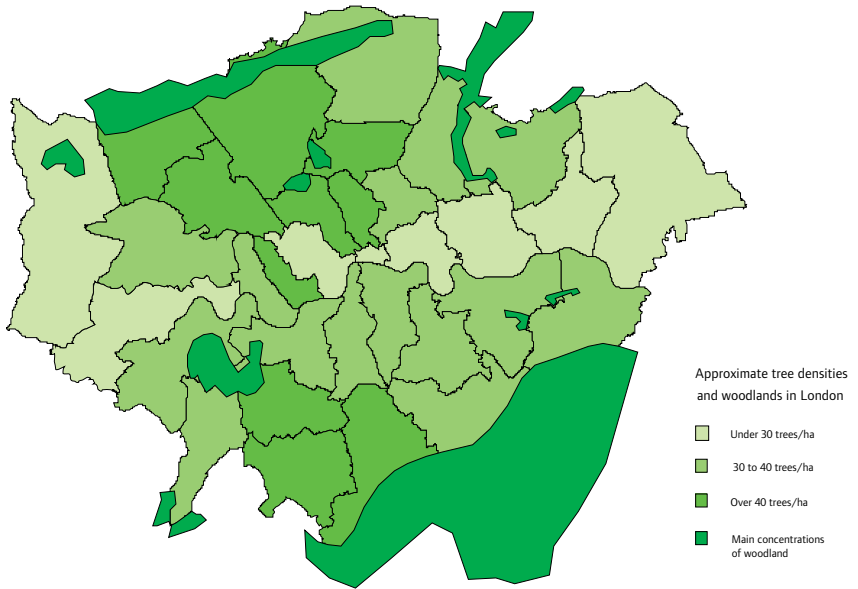 Approximate tree densities
and woodlands in London
Under 30 trees/ha
30 to 40 trees/ha
Over 40 trees/ha
Main concentrations
of woodland